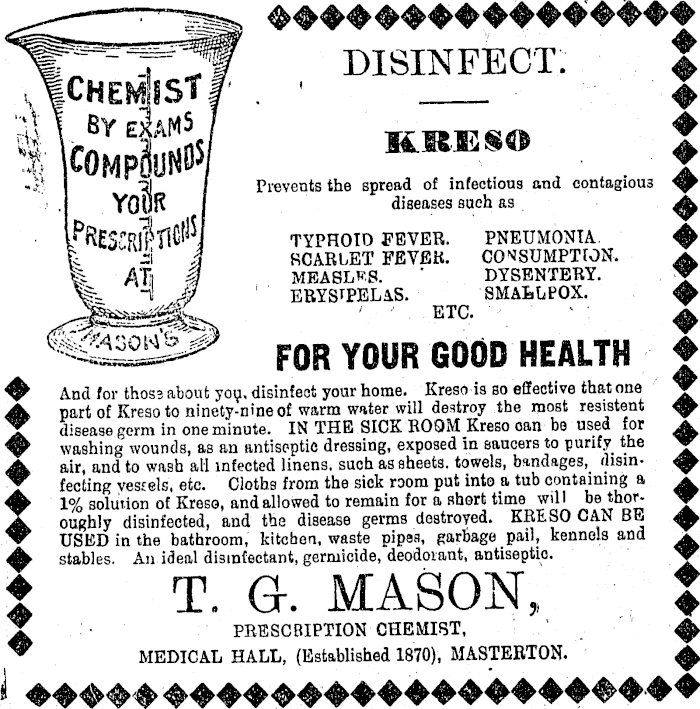 CHEMIST
BY EXAMS
COMPOUNDS
YOUR
PRESCRIPTIONS
AT
MASON'S
DISINFECT.
KRESO
Prevents the spread of infectious and contagious
diseases such as
TYPHOID FEVER. PNEUMONIA.
SCARLET FEVER. CONSUMPTION.
MEASLES. DYSENTERY.
ERYSIPELAS. SMALLPOX.
ETC.
FOR YOUR GOOD HEALTH
And for those about you, disinfect your home. Kreso is so effective that one
part of Kreso to ninety-nine of warm water will destroy the most resistent
disease germ in one minute. IN THE SICK ROOM Kreso can be used for
washing wounds, as an antiseptic dressing, exposed in saucers to purify the
air, and to wash all infected linens, such as sheets. towels, bandages, disin-
fecting vessels, etc. Cloths from the sick room put into a tub containing a
1% solution of Kreso, and allowed to remain for a short time will be thor-
oughly disinfected, and the disease germs destroyed. KRESO CAN BE
USED in the bathroom, kitchen, waste pipes, garbage pail, kennels and
stables. An ideal disinfectant, germicide, deodorant, antiseptic.
T. G. MASON,
PRESCRIPTION CHEMIST,
MEDICAL HALL, (Established 1870), MASTERTON.